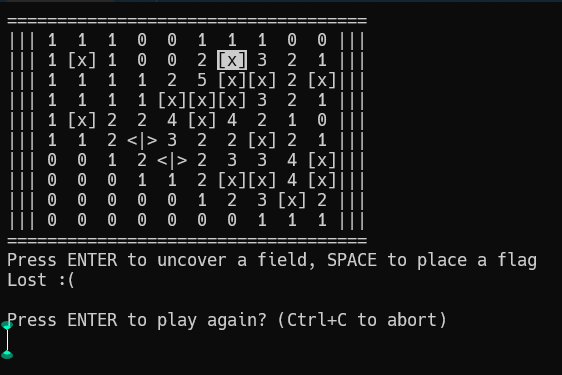 ====================================
||| 1  1  1  0  0  1  1  1  0  0 |||
||| 1 [x] 1  0  0  2 [x] 3  2  1 |||
||| 1  1  1  1  2  5 [x][x] 2 [x]|||
||| 1  1  1  1 [x][x][x] 3  2  1 |||
||| 1 [x] 2  2  4 [x] 4  2  1  0 |||
||| 1  1  2 <|> 3  2  2 [x] 2  1 |||
||| 0  0  1  2 <|> 2  3  3  4 [x]|||
||| 0  0  0  1  1  2 [x][x] 4 [x]|||
||| 0  0  0  0  0  1  2  3 [x] 2 |||
||| 0  0  0  0  0  0  0  1  1  1 |||
====================================
Press ENTER to uncover a field, SPACE to place a flag
Lost :(
Press ENTER to play again? (Ctrl+C to abort)